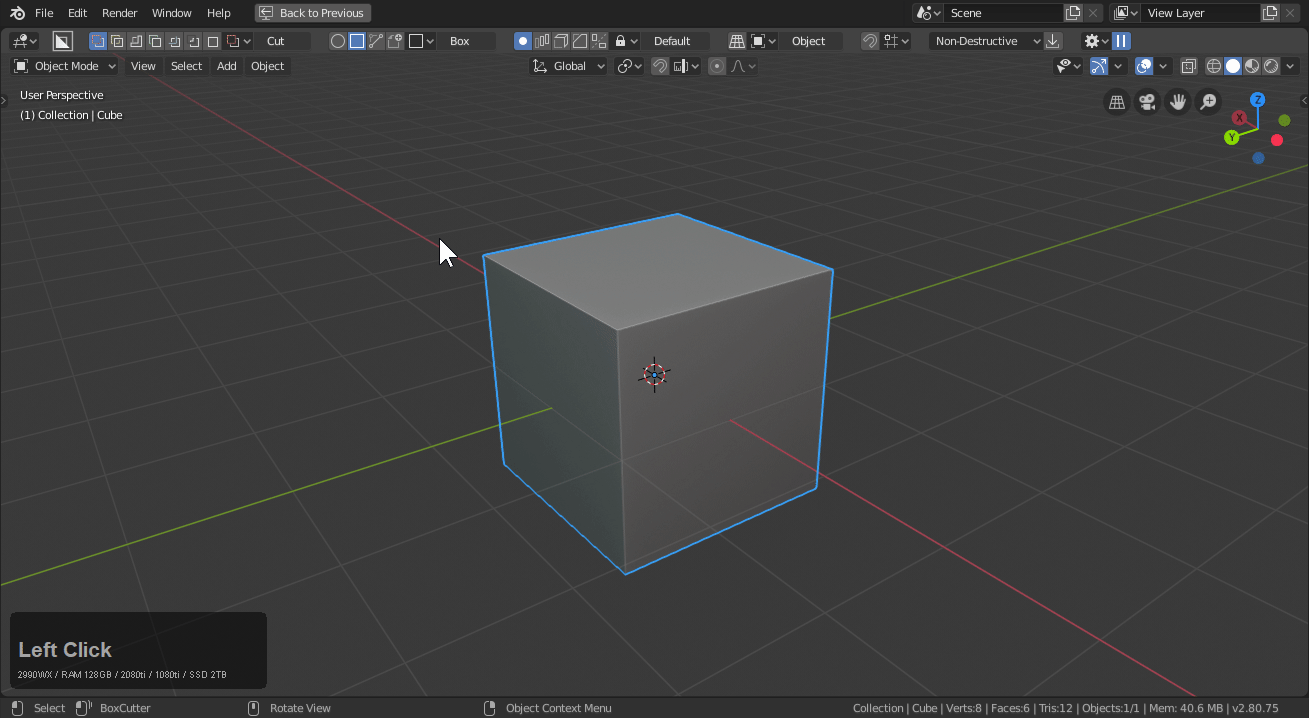 File Edit Render Window Help Back to Previous Scene View Layer
Cut Box Default Object Non-Destructive
Object Mode View Select Add Object Global
User Perspective
(1) Collection | Cube
Z
X
Y
Left Click
2990WX / RAM 128GB / 2080ti / 1080ti / SSD 2TB
Select BoxCutter Rotate View Object Context Menu Collection | Cube | Verts:8 | Faces:6 | Tris:12 | Objects:1/1 | Mem: 40.6 MB | v2.80.75